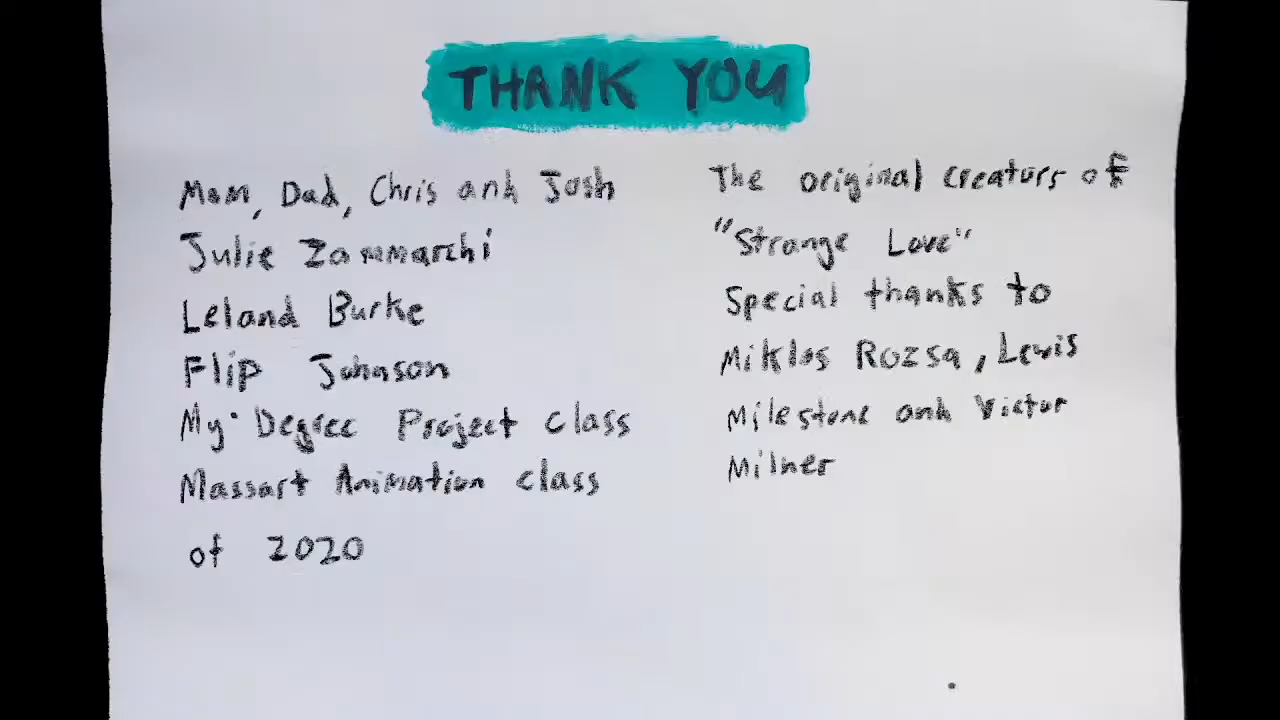 THANK YOU
Mom, Dad, Chris and Josh
Julie Zammarchi
Leland Burke
Flip Johnson
My Degree Project class
Massart Animation class
of 2020
The original creators of
"Strange Love"
Special thanks to
Miklos Rozsa, Lewis
Milestone and Victor
Milner